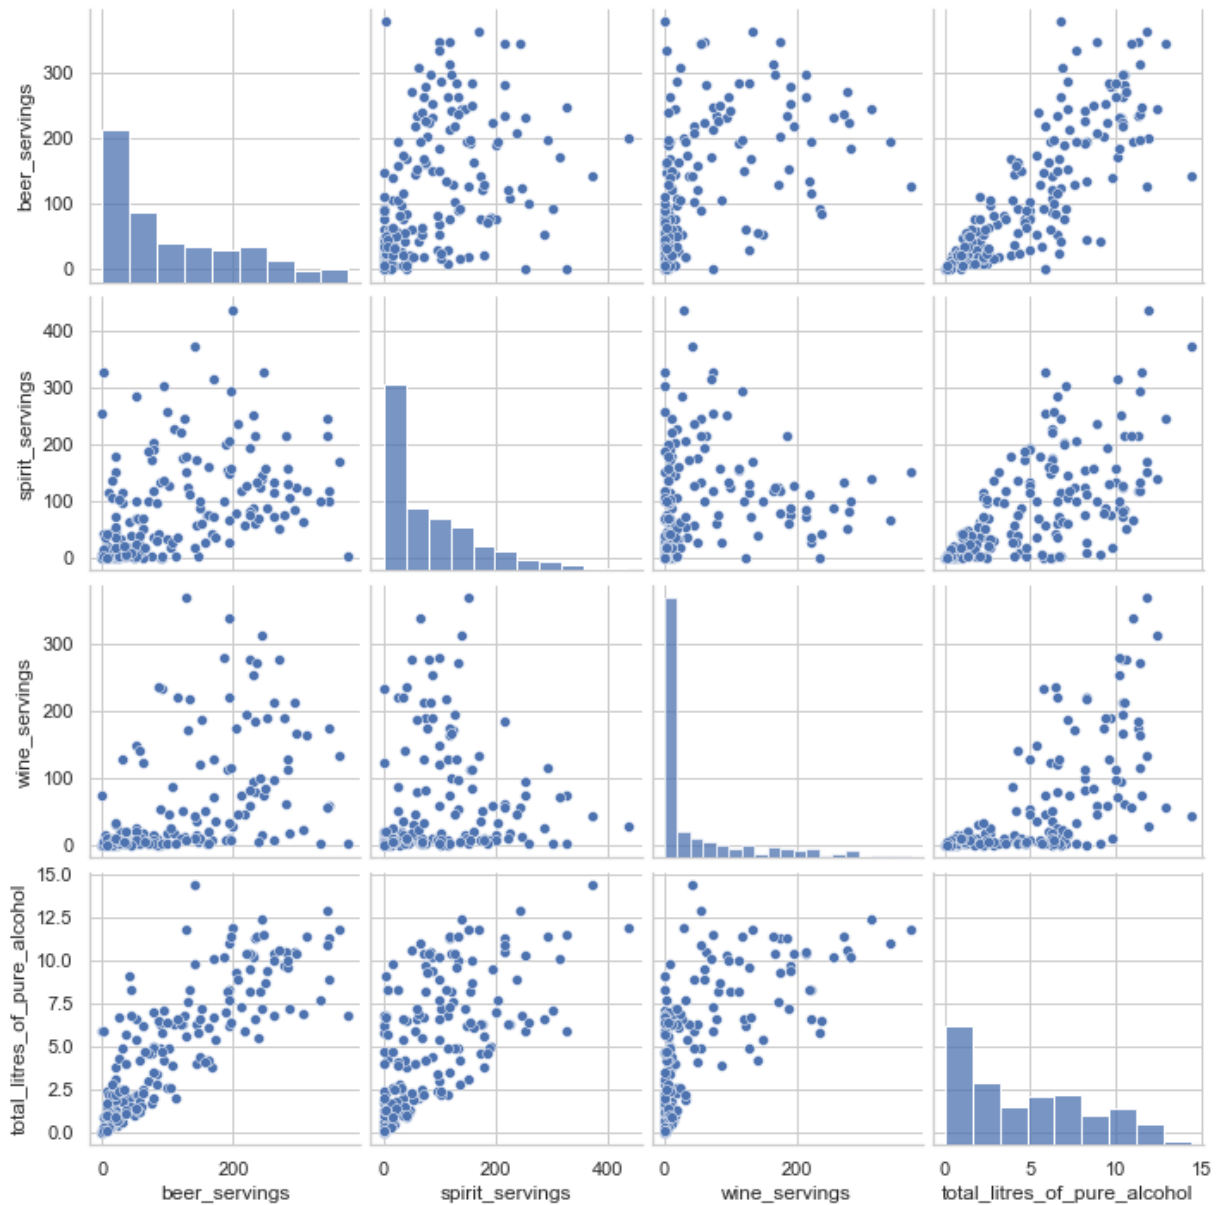 beer_servings
300
200
100
0
spirit_servings
400
300
200
100
0
wine_servings
300
200
100
0
total_litres_of_pure_alcohol
15.0
12.5
10.0
7.5
5.0
2.5
0.0
0 200
0 200 400
0 200
0 5 10 15
beer_servings
spirit_servings
wine_servings
total_litres_of_pure_alcohol